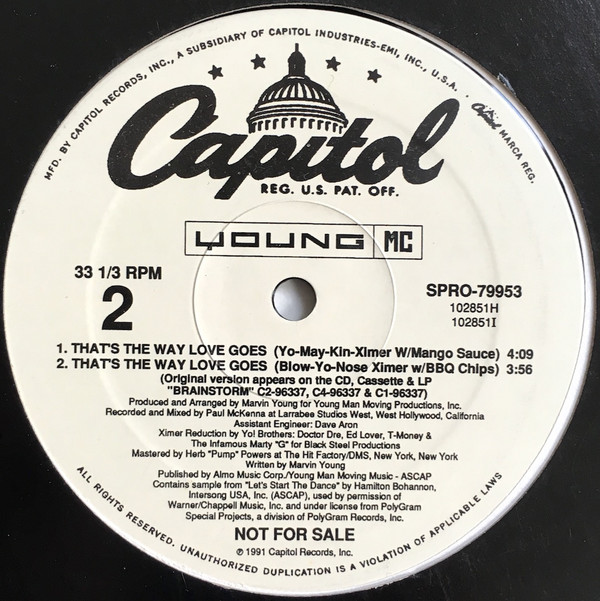 MFD. BY CAPITOL RECORDS, INC., A SUBSIDIARY OF CAPITOL INDUSTRIES-EMI, INC., U.S.A. • Capitol MARCA REG.
Capitol
REG. U.S. PAT. OFF.
YOUNG MC
33 1/3 RPM
2
SPRO-79953
102851H
102851I
1. THAT'S THE WAY LOVE GOES (Yo-May-Kin-Ximer W/Mango Sauce) 4:09
2. THAT'S THE WAY LOVE GOES (Blow-Yo-Nose Ximer w/BBQ Chips) 3:56
(Original version appears on the CD, Cassette & LP
"BRAINSTORM" C2-96337, C4-96337 & C1-96337)
Produced and Arranged by Marvin Young for Young Man Moving Productions, Inc.
Recorded and Mixed by Paul McKenna at Larrabee Studios West, West Hollywood, California
Assistant Engineer: Dave Aron
Ximer Reduction by Yo! Brothers: Doctor Dre, Ed Lover, T-Money &
The Infamous Marty "G" for Black Steel Productions
Mastered by Herb "Pump" Powers at The Hit Factory/DMS, New York, New York
Written by Marvin Young
Published by Almo Music Corp./Young Man Moving Music - ASCAP
Contains sample from "Let's Start The Dance" by Hamilton Bohannon,
Intersong USA, Inc. (ASCAP), used by permission of
Warner/Chappell Music, Inc. and under license from PolyGram
Special Projects, a division of PolyGram Records, Inc.
NOT FOR SALE
℗ 1991 Capitol Records, Inc.
ALL RIGHTS RESERVED. UNAUTHORIZED DUPLICATION IS A VIOLATION OF APPLICABLE LAWS